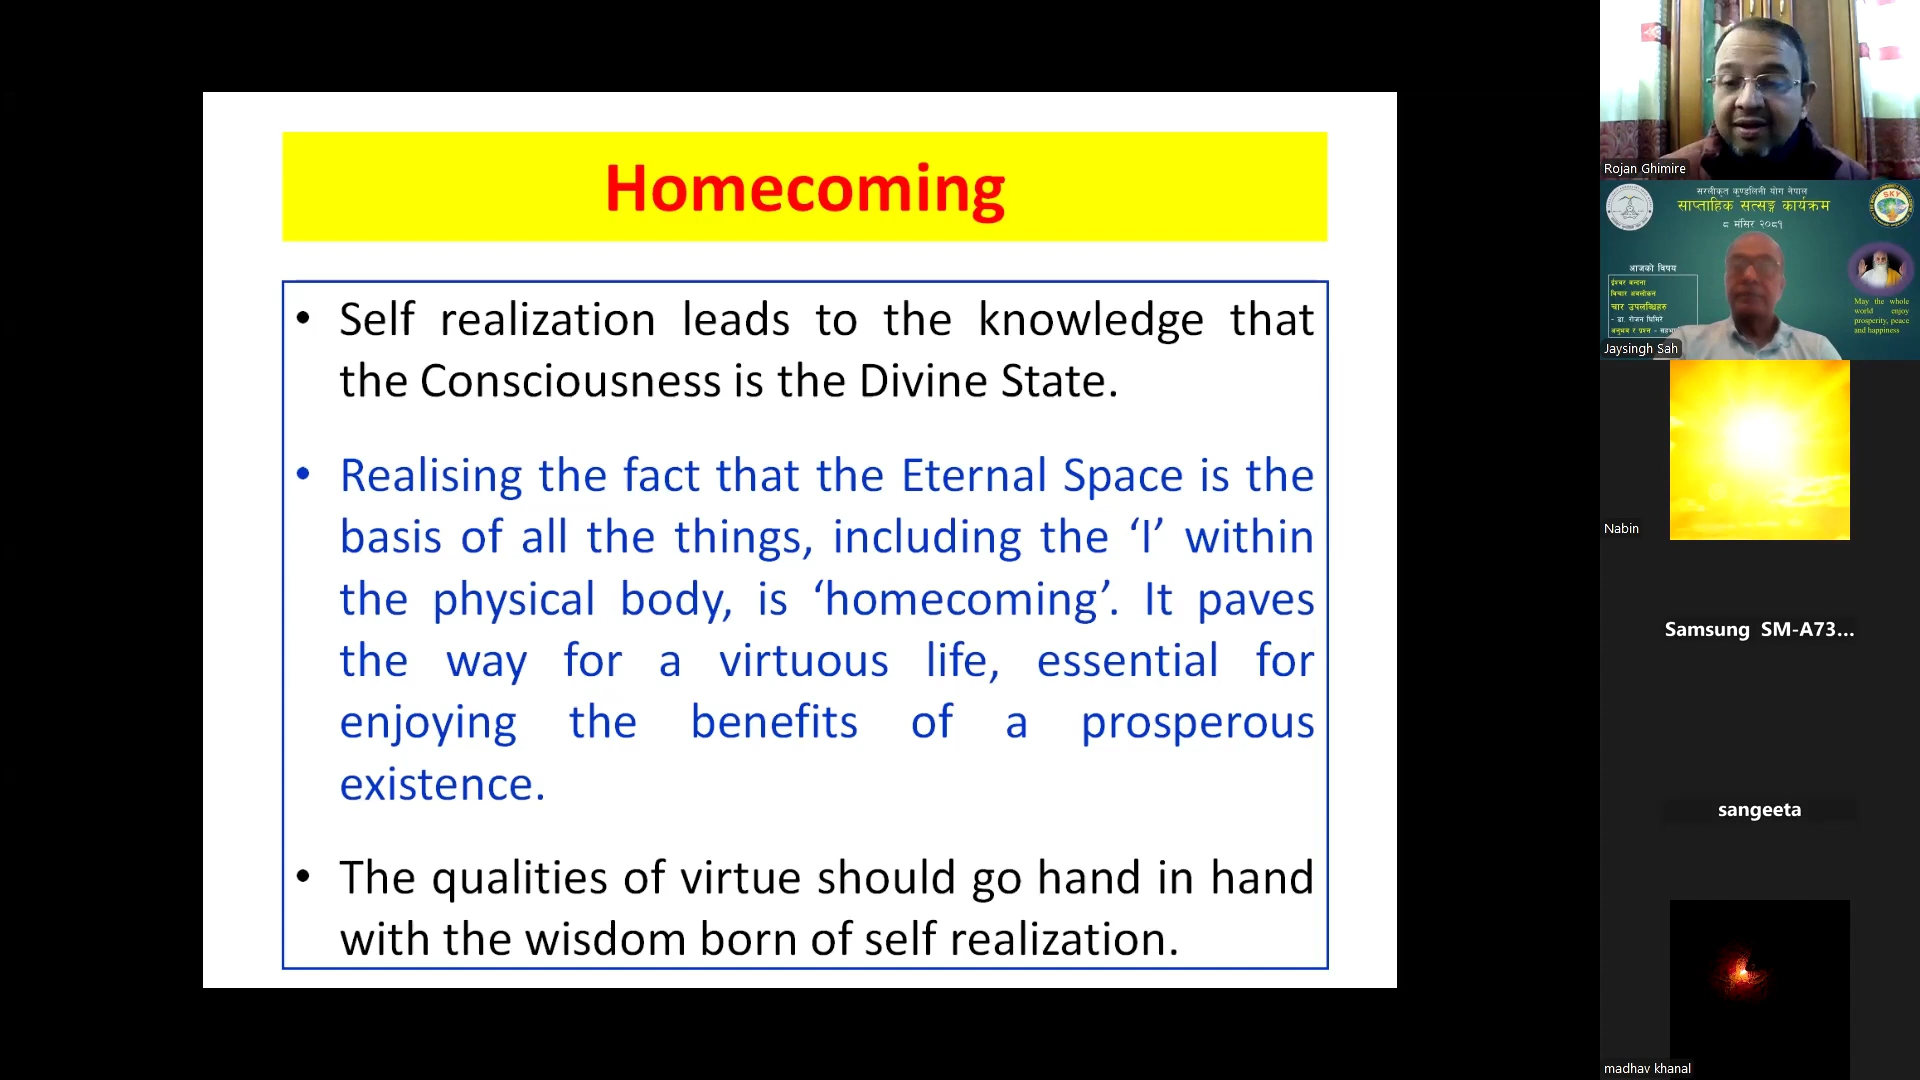 Homecoming
• Self realization leads to the knowledge that
the Consciousness is the Divine State.
• Realising the fact that the Eternal Space is the
basis of all the things, including the ‘I’ within
the physical body, is ‘homecoming’. It paves
the way for a virtuous life, essential for
enjoying the benefits of a prosperous
existence.
• The qualities of virtue should go hand in hand
with the wisdom born of self realization.
Rojan Ghimire
सरलीकृत कुण्डलिनी योग नेपाल
साप्ताहिक सत्सङ्ग कार्यक्रम
८ मंसिर २०८१
SKY
आजको विषय
ईश्वर वन्दना
विचार अवलोकन
चार उपलब्धिहरु
- डा. रोजन घिमिरे
अनुभव र प्रश्न -
May the whole
world enjoy
prosperity, peace
and happiness
Jaysingh Sah
Nabin
Samsung SM-A73...
sangeeta
madhav khanal